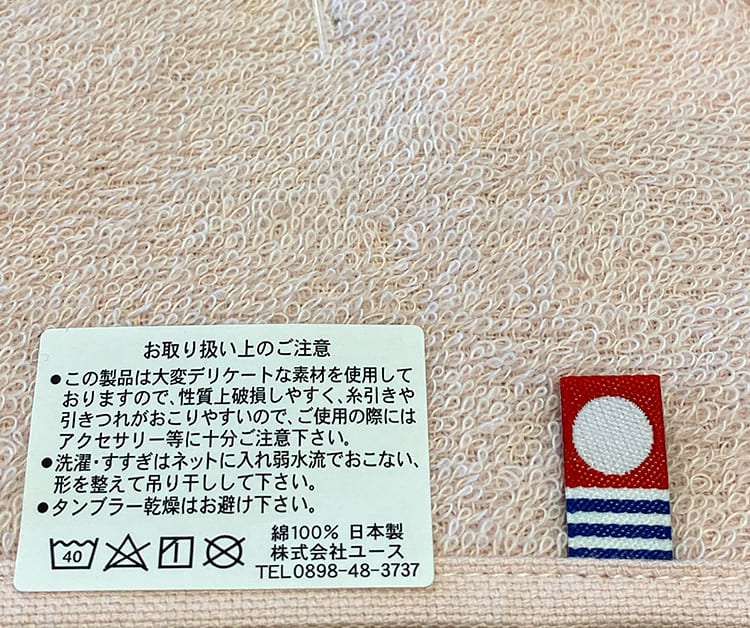 お取り扱い上のご注意
●この製品は大変デリケートな素材を使用して
おりますので、性質上破損しやすく、糸引きや
引きつれがおこりやすいので、ご使用の際には
アクセサリー等に十分ご注意下さい。
●洗濯・すすぎはネットに入れ弱水流でおこない、
形を整えて吊り干しして下さい。
●タンブラー乾燥はお避け下さい。
40
綿100% 日本製
株式会社ユース
TEL0898-48-3737